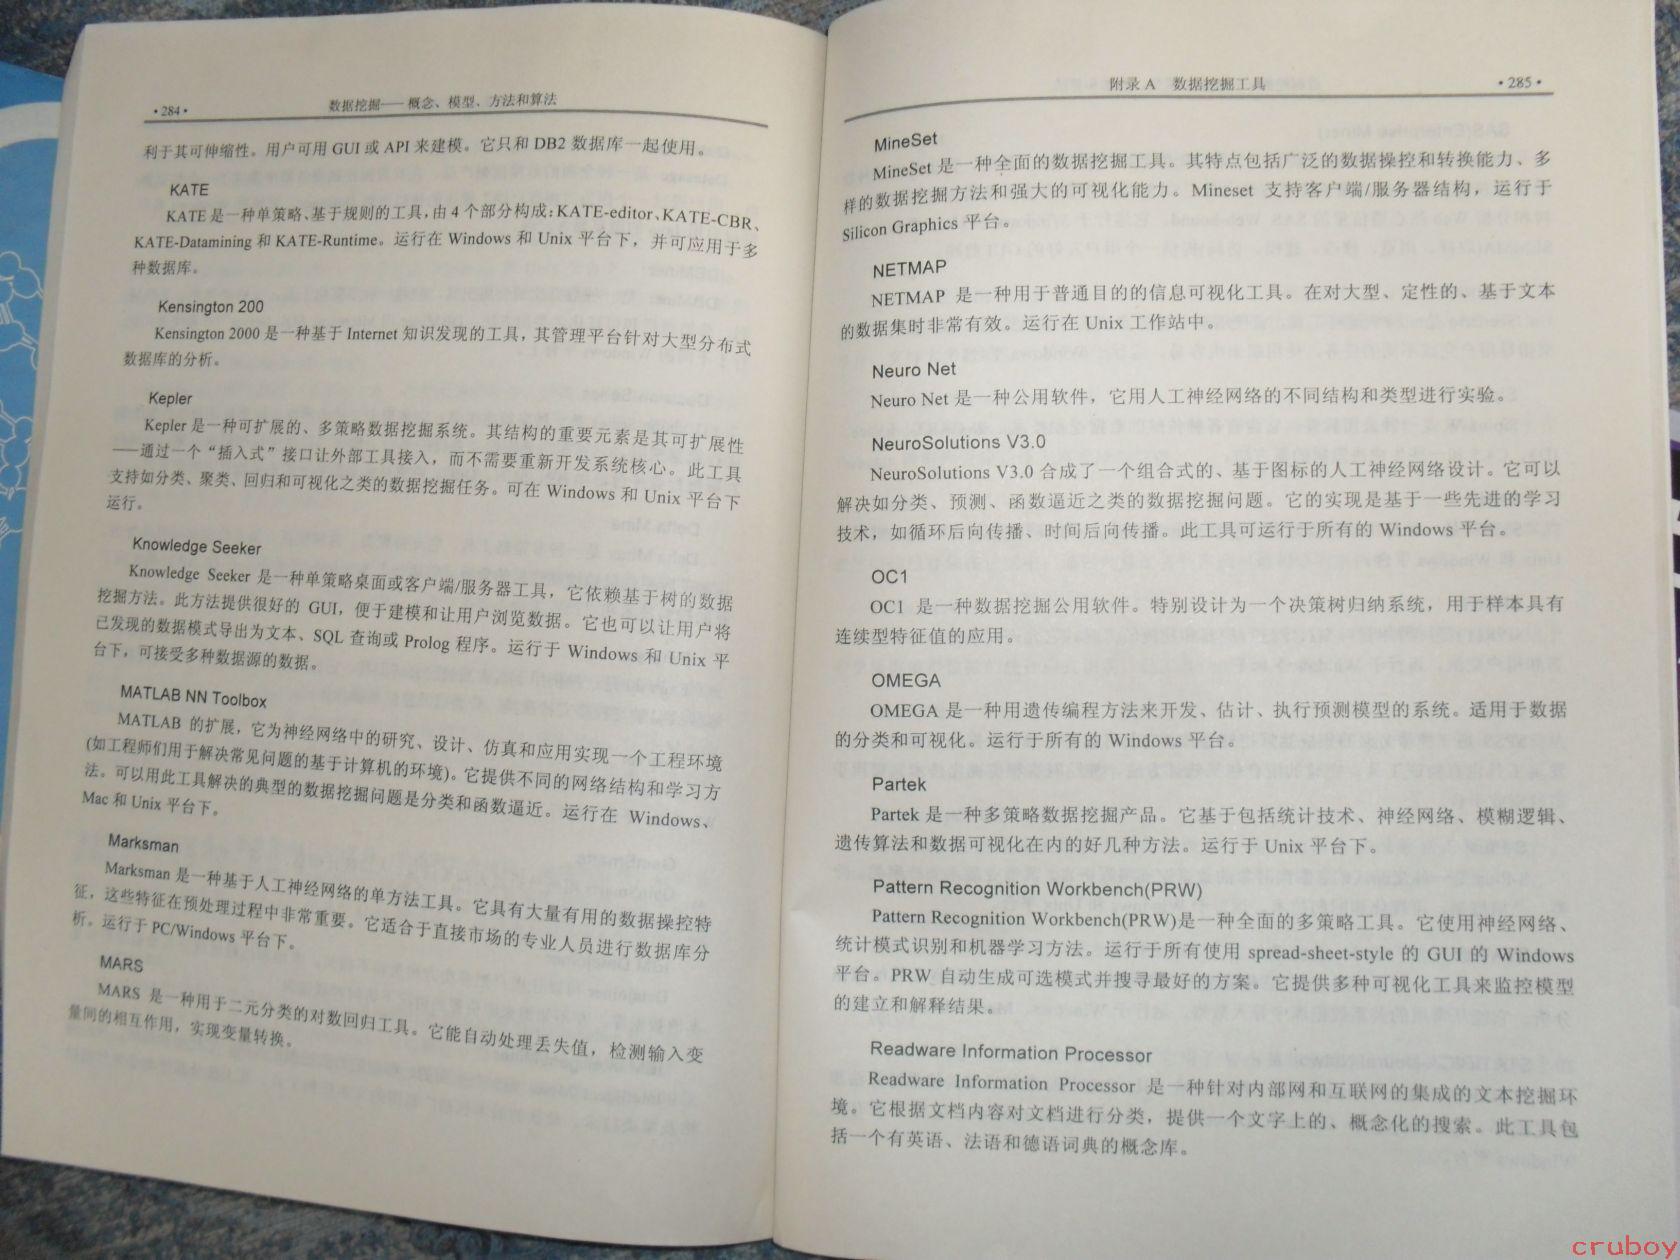 ·284·
数据挖掘——概念、模型、方法和算法
利于其可伸缩性。用户可用 GUI 或 API 来建模。它只和 DB2 数据库一起使用。
KATE
KATE 是一种单策略、基于规则的工具,由 4 个部分构成:KATE-editor、KATE-CBR、
KATE-Datamining 和 KATE-Runtime。运行在 Windows 和 Unix 平台下，并可应用于多
种数据库。
Kensington 200
Kensington 2000 是一种基于 Internet 知识发现的工具，其管理平台针对大型分布式
数据库的分析。
Kepler
Kepler 是一种可扩展的、多策略数据挖掘系统。其结构的重要元素是其可扩展性
——通过一个“插入式”接口让外部工具接入，而不需要重新开发系统核心。此工具
支持如分类、聚类、回归和可视化之类的数据挖掘任务。可在 Windows 和 Unix 平台下
运行。
Knowledge Seeker
Knowledge Seeker 是一种单策略桌面或客户端/服务器工具，它依赖基于树的数据
挖掘方法。此方法提供很好的 GUI，便于建模和让用户浏览数据。它也可以让用户将
已发现的数据模式导出为文本、SQL 查询或 Prolog 程序。运行于 Windows 和 Unix 平
台下，可接受多种数据源的数据。
MATLAB NN Toolbox
MATLAB 的扩展，它为神经网络中的研究、设计、仿真和应用实现一个工程环境
(如工程师们用于解决常见问题的基于计算机的环境)。它提供不同的网络结构和学习方
法。可以用此工具解决的典型的数据挖掘问题是分类和函数逼近。运行在 Windows、
Mac 和 Unix 平台下。
Marksman
Marksman 是一种基于人工神经网络的单方法工具。它具有大量有用的数据操控特
征，这些特征在预处理过程中非常重要。它适合于直接市场的专业人员进行数据库分
析。运行于 PC/Windows 平台下。
MARS
MARS 是一种用于二元分类的对数回归工具。它能自动处理丢失值，检测输入变
量间的相互作用，实现变量转换。
附录 A 数据挖掘工具
·285·
MineSet
MineSet 是一种全面的数据挖掘工具。其特点包括广泛的数据操控和转换能力、多
样的数据挖掘方法和强大的可视化能力。Mineset 支持客户端/服务器结构，运行于
Silicon Graphics 平台。
NETMAP
NETMAP 是一种用于普通目的的信息可视化工具。在对大型、定性的、基于文本
的数据集时非常有效。运行在 Unix 工作站中。
Neuro Net
Neuro Net 是一种公用软件，它用人工神经网络的不同结构和类型进行实验。
NeuroSolutions V3.0
NeuroSolutions V3.0 合成了一个组合式的、基于图标的人工神经网络设计。它可以
解决如分类、预测、函数逼近之类的数据挖掘问题。它的实现是基于一些先进的学习
技术，如循环后向传播、时间后向传播。此工具可运行于所有的 Windows 平台。
OC1
OC1 是一种数据挖掘公用软件。特别设计为一个决策树归纳系统，用于样本具有
连续型特征值的应用。
OMEGA
OMEGA 是一种用遗传编程方法来开发、估计、执行预测模型的系统。适用于数据
的分类和可视化。运行于所有的 Windows 平台。
Partek
Partek 是一种多策略数据挖掘产品。它基于包括统计技术、神经网络、模糊逻辑、
遗传算法和数据可视化在内的好几种方法。运行于 Unix 平台下。
Pattern Recognition Workbench(PRW)
Pattern Recognition Workbench(PRW)是一种全面的多策略工具。它使用神经网络、
统计模式识别和机器学习方法。运行于所有使用 spread-sheet-style 的 GUI 的 Windows
平台。PRW 自动生成可选模式并搜寻最好的方案。它提供多种可视化工具来监控模型
的建立和解释结果。
Readware Information Processor
Readware Information Processor 是一种针对内部网和互联网的集成的文本挖掘环
境。它根据文档内容对文档进行分类，提供一个文字上的、概念化的搜索。此工具包
括一个有英语、法语和德语词典的概念库。
cruboy